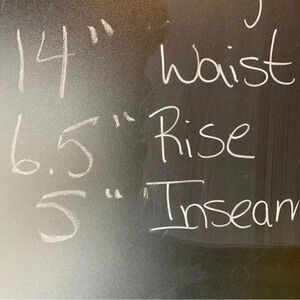 14" Waist
6.5" Rise
5" Inseam